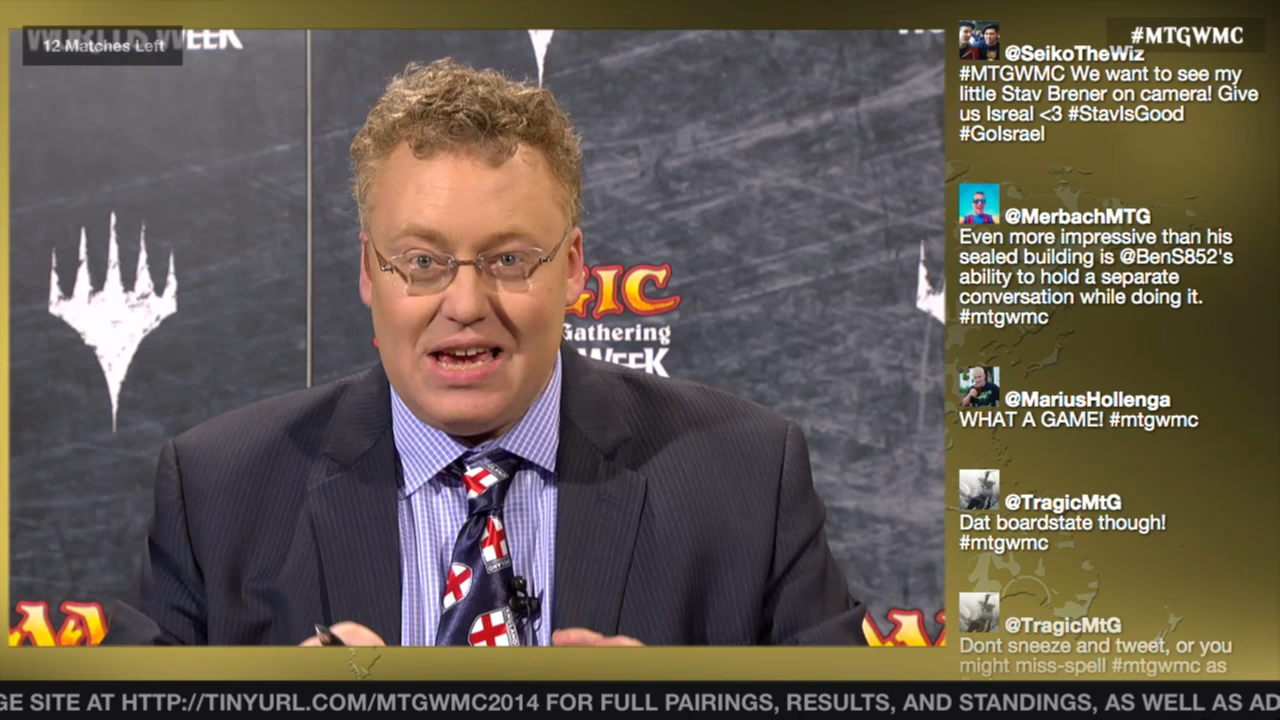 12 Matches Left
WEEK
GIC
Gathering
WEEK
#MTGWMC
@SeikoTheWiz
#MTGWMC We want to see my
little Stav Brener on camera! Give
us Isreal <3 #StavIsGood
#GoIsrael
@MerbachMTG
Even more impressive than his
sealed building is @BenS852's
ability to hold a separate
conversation while doing it.
#mtgwmc
@MariusHollenga
WHAT A GAME! #mtgwmc
@TragicMtG
Dat boardstate though!
#mtgwmc
@TragicMtG
Dont sneeze and tweet, or you
might miss-spell #mtgwmc as
GE SITE AT HTTP://TINYURL.COM/MTGWMC2014 FOR FULL PAIRINGS, RESULTS, AND STANDINGS, AS WELL AS AD